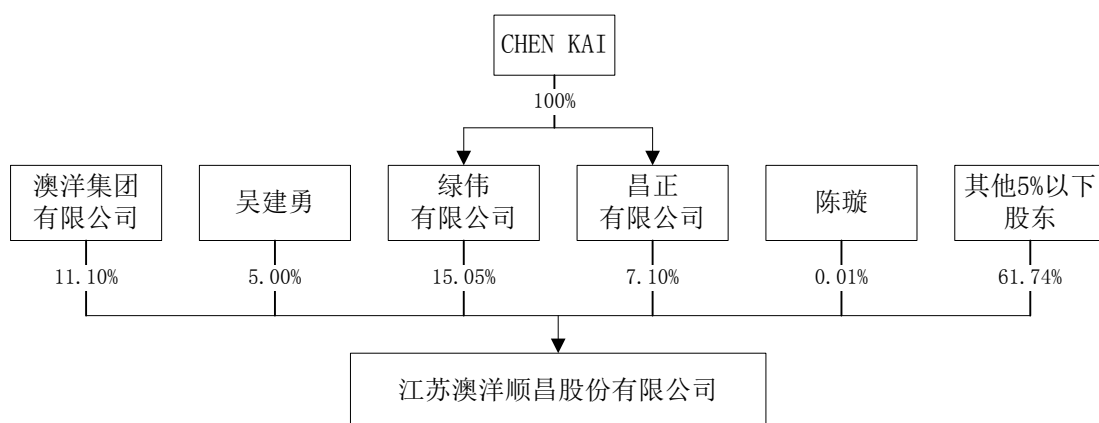 CHEN KAI
100%
澳洋集团
有限公司
吴建勇
绿伟
有限公司
昌正
有限公司
陈璇
其他5%以下
股东
11.10%
5.00%
15.05%
7.10%
0.01%
61.74%
江苏澳洋顺昌股份有限公司